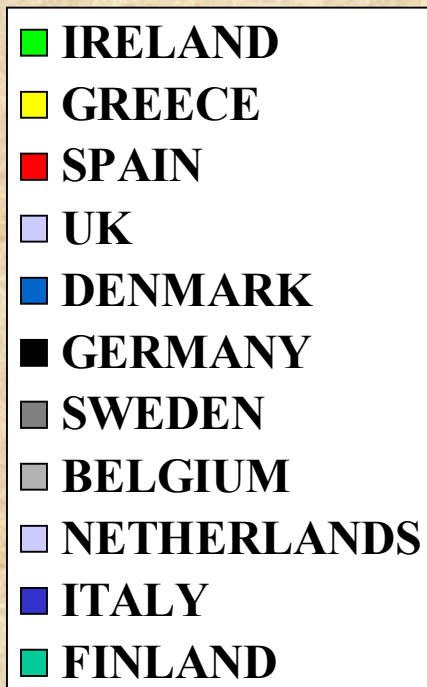 IRELAND
GREECE
SPAIN
UK
DENMARK
GERMANY
SWEDEN
BELGIUM
NETHERLANDS
ITALY
FINLAND